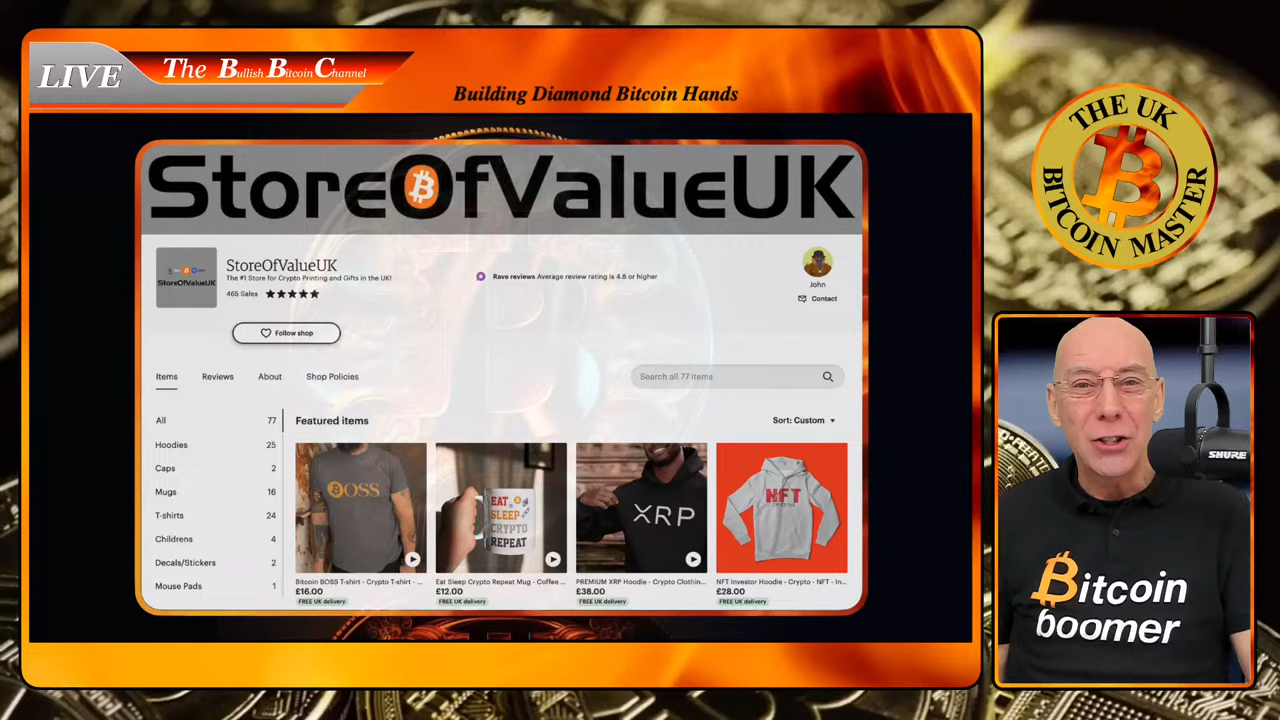 LIVE
The Bullish Bitcoin Channel
Building Diamond Bitcoin Hands
THE UK
BITCOIN MASTER
StoreOfValueUK
StoreOfValueUK
StoreOfValueUK
The #1 Store for Crypto Printing and Gifts in the UK!
465 Sales
Rave reviews Average review rating is 4.8 or higher
John
Contact
Follow shop
Items
Reviews
About
Shop Policies
Search all 77 items
All 77
Hoodies 25
Caps 2
Mugs 16
T-shirts 24
Childrens 4
Decals/Stickers 2
Mouse Pads 1
Featured items
Sort: Custom
BOSS
EAT
SLEEP
CRYPTO
REPEAT
XRP
NFT
INVESTOR
Bitcoin BOSS T-shirt - Crypto T-shirt - ...
£16.00
FREE UK delivery
Eat Sleep Crypto Repeat Mug - Coffee ...
£12.00
FREE UK delivery
PREMIUM XRP Hoodie - Crypto Clothin...
£38.00
FREE UK delivery
NFT Investor Hoodie - Crypto - NFT - In...
£28.00
FREE UK delivery
SHURE
Bitcoin
boomer